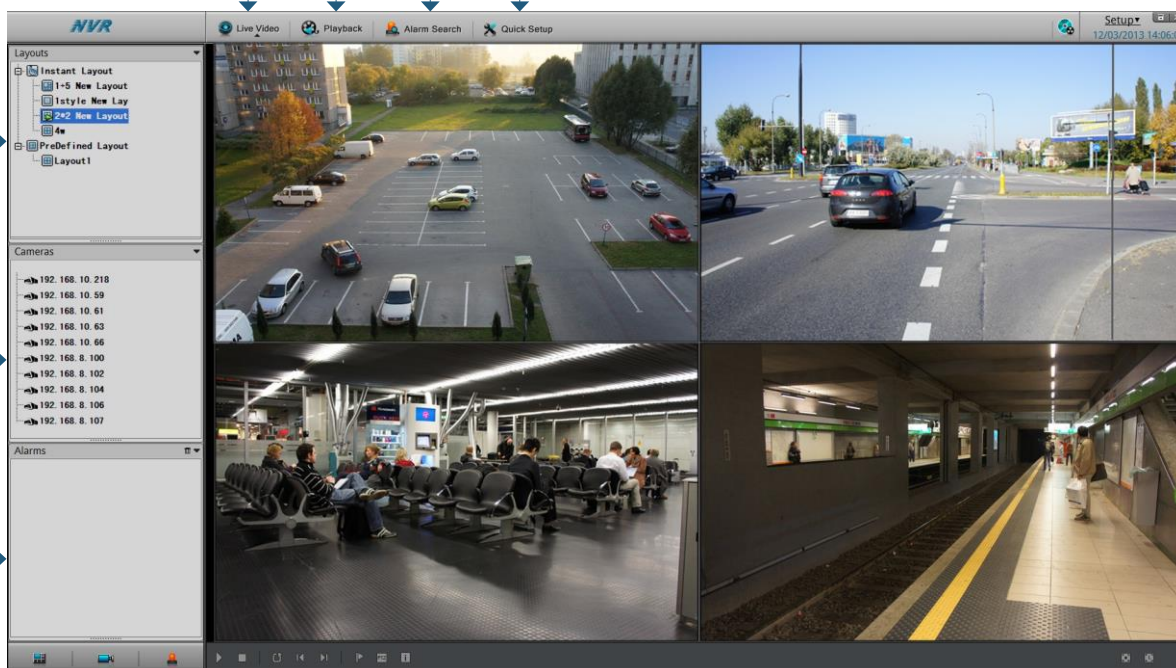 NVR
Live Video
Playback
Alarm Search
Quick Setup
Setup
12/03/2013 14:06:0
Layouts
Instant Layout
1+5 New Layout
1style New Lay
2*2 New Layout
4w
PreDefined Layout
Layout1
Cameras
192.168.10.218
192.168.10.59
192.168.10.61
192.168.10.63
192.168.10.66
192.168.8.100
192.168.8.102
192.168.8.104
192.168.8.106
192.168.8.107
Alarms